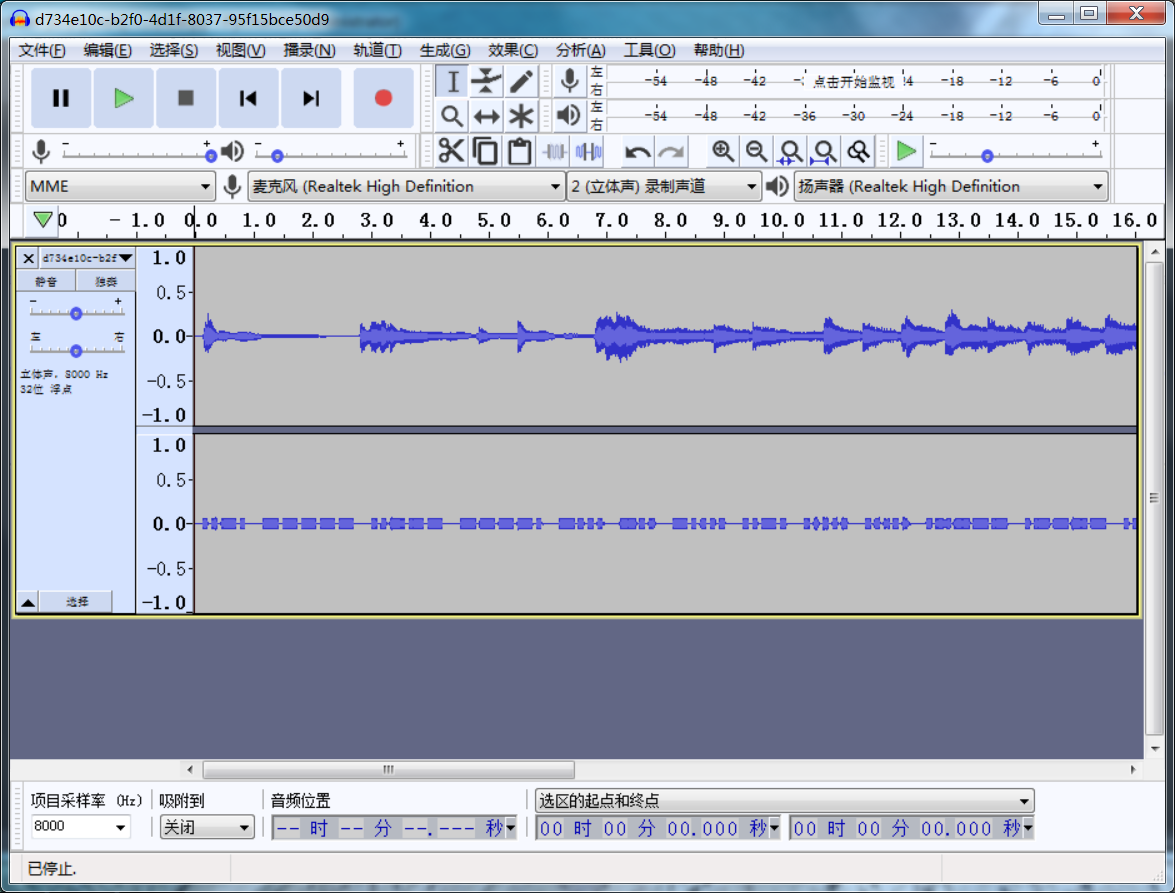 d734e10c-b2f0-4d1f-8037-95f15bce50d9
文件(F) 编辑(E) 选择(S) 视图(V) 播录(N) 轨道(T) 生成(G) 效果(C) 分析(A) 工具(O) 帮助(H)
左 右 -54 -48 -42 -3 点击开始监视 !4 -18 -12 -6 0
左 右 -54 -48 -42 -36 -30 -24 -18 -12 -6 0
- + - + - +
MME 麦克风 (Realtek High Definition 2 (立体声) 录制声道 扬声器 (Realtek High Definition
0 - 1.0 0.0 1.0 2.0 3.0 4.0 5.0 6.0 7.0 8.0 9.0 10.0 11.0 12.0 13.0 14.0 15.0 16.0
d734e10c-b2f
静音 独奏
- +
左 右
立体声, 8000 Hz
32位 浮点
1.0
0.5-
0.0-
-0.5-
-1.0
1.0
0.5-
0.0-
-0.5-
-1.0
选择
项目采样率 (Hz) 吸附到 音频位置 选区的起点和终点
8000 关闭 -- 时 -- 分 --.--- 秒 00 时 00 分 00.000 秒 00 时 00 分 00.000 秒
已停止.